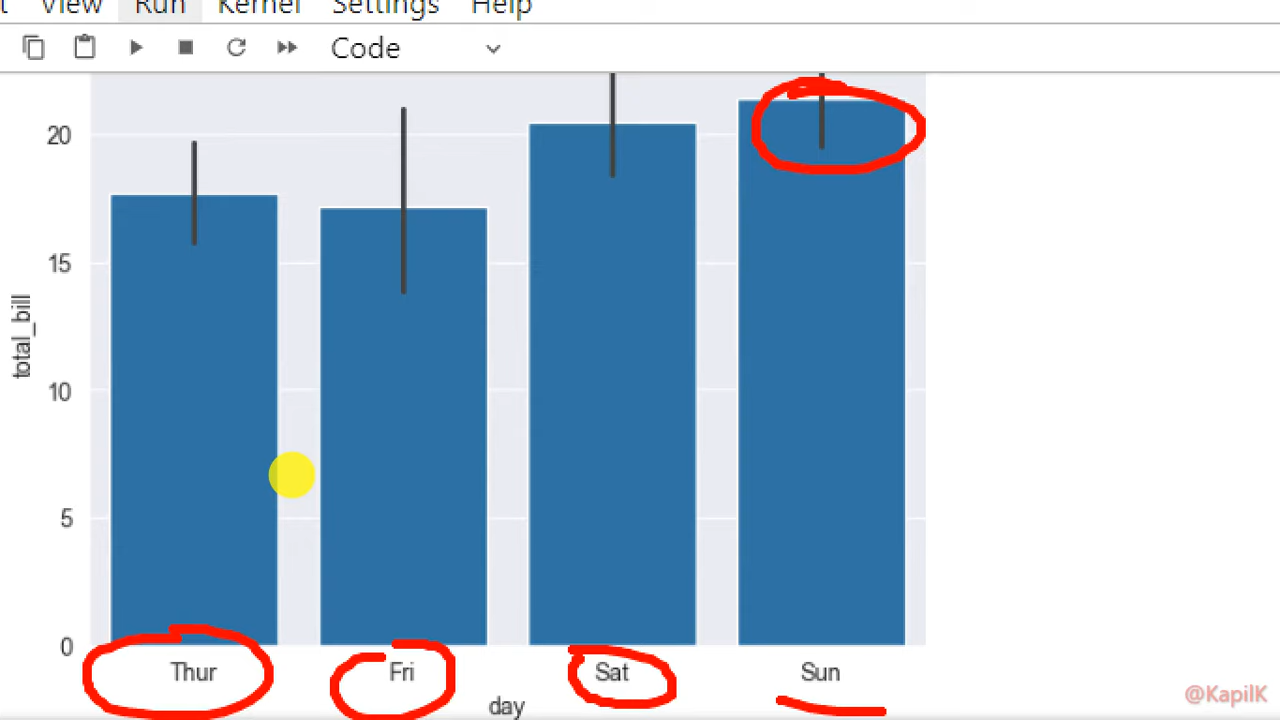 View Run Kernel Settings Help
Code
20
15
10
5
0
total_bill
Thur Fri Sat Sun
day
@KapilK